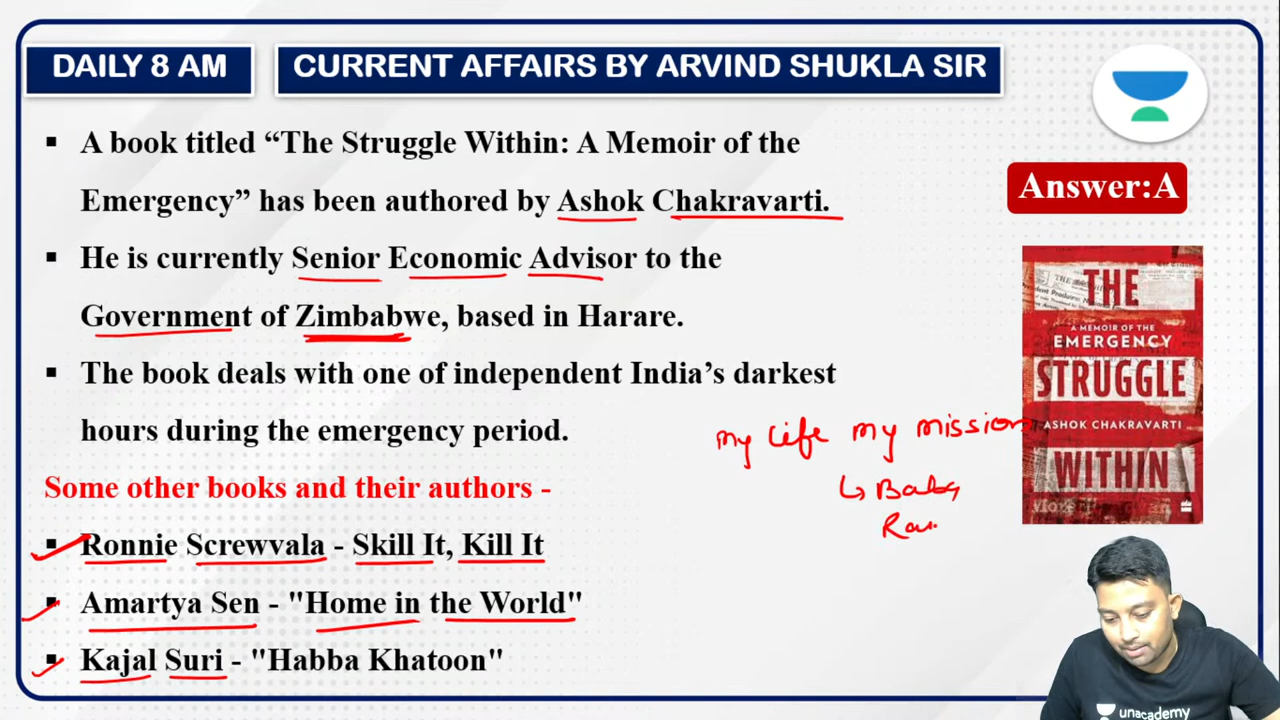 DAILY 8 AM
CURRENT AFFAIRS BY ARVIND SHUKLA SIR
▪ A book titled “The Struggle Within: A Memoir of the
Emergency” has been authored by Ashok Chakravarti.
▪ He is currently Senior Economic Advisor to the
Government of Zimbabwe, based in Harare.
▪ The book deals with one of independent India’s darkest
hours during the emergency period.
Some other books and their authors -
▪ Ronnie Screwvala - Skill It, Kill It
▪ Amartya Sen - "Home in the World"
▪ Kajal Suri - "Habba Khatoon"
Answer:A
THE
A MEMOIR OF THE
EMERGENCY
STRUGGLE
ASHOK CHAKRAVARTI
WITHIN
my life my mission
unacademy